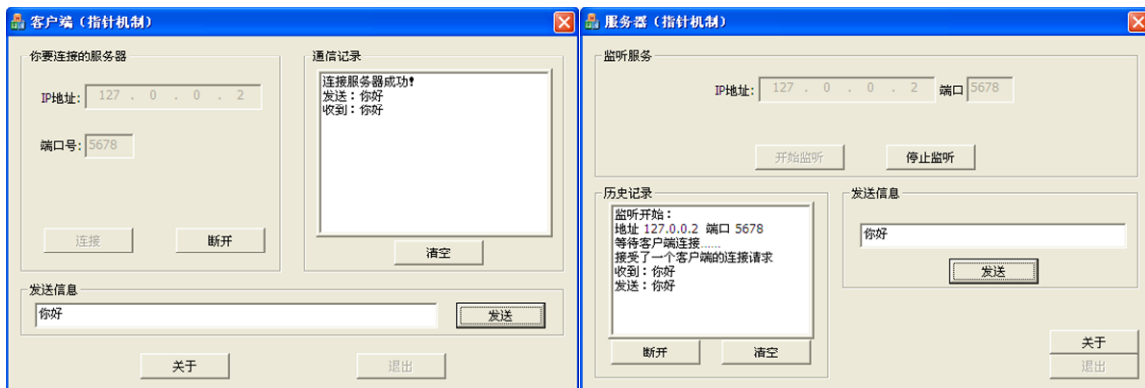 客户端（指针机制）
你要连接的服务器
IP地址: 127 . 0 . 0 . 2
端口号: 5678
连接
断开
通信记录
连接服务器成功!
发送：你好
收到：你好
清空
发送信息
你好
发送
关于
退出
服务器（指针机制）
监听服务
IP地址: 127 . 0 . 0 . 2 端口 5678
开始监听
停止监听
历史记录
监听开始：
地址 127.0.0.2 端口 5678
等待客户端连接......
接受了一个客户端的连接请求
收到：你好
发送：你好
断开
清空
发送信息
你好
发送
关于
退出